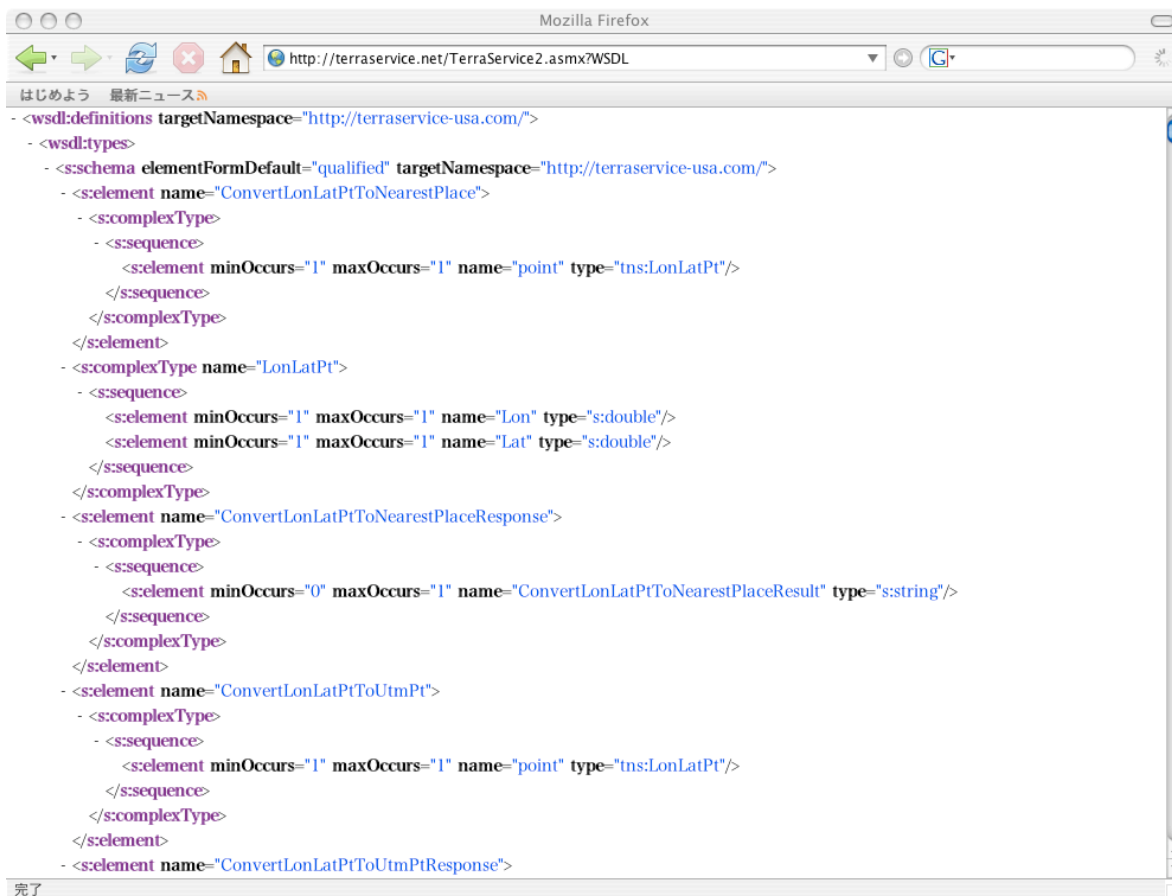 Mozilla Firefox
http://terraservice.net/TerraService2.asmx?WSDL
G
はじめよう 最新ニュース
- <wsdl:definitions targetNamespace="http://terraservice-usa.com/">
- <wsdl:types>
- <s:schema elementFormDefault="qualified" targetNamespace="http://terraservice-usa.com/">
- <s:element name="ConvertLonLatPtToNearestPlace">
- <s:complexType>
- <s:sequence>
<s:element minOccurs="1" maxOccurs="1" name="point" type="tns:LonLatPt"/>
</s:sequence>
</s:complexType>
</s:element>
- <s:complexType name="LonLatPt">
- <s:sequence>
<s:element minOccurs="1" maxOccurs="1" name="Lon" type="s:double"/>
<s:element minOccurs="1" maxOccurs="1" name="Lat" type="s:double"/>
</s:sequence>
</s:complexType>
- <s:element name="ConvertLonLatPtToNearestPlaceResponse">
- <s:complexType>
- <s:sequence>
<s:element minOccurs="0" maxOccurs="1" name="ConvertLonLatPtToNearestPlaceResult" type="s:string"/>
</s:sequence>
</s:complexType>
</s:element>
- <s:element name="ConvertLonLatPtToUtmPt">
- <s:complexType>
- <s:sequence>
<s:element minOccurs="1" maxOccurs="1" name="point" type="tns:LonLatPt"/>
</s:sequence>
</s:complexType>
</s:element>
- <s:element name="ConvertLonLatPtToUtmPtResponse">
完了